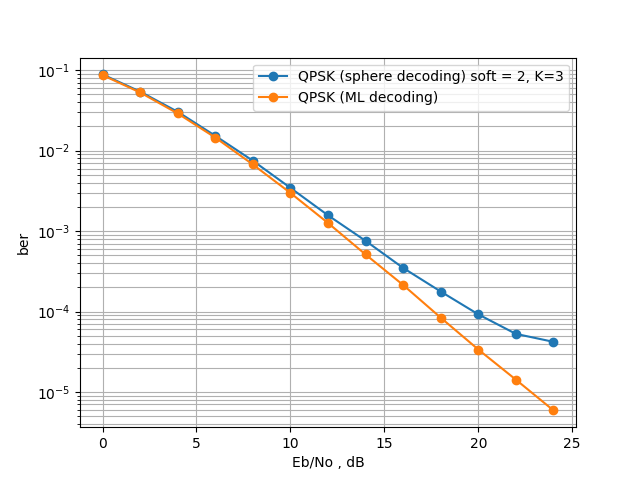 10^{-1}
10^{-2}
10^{-3}
10^{-4}
10^{-5}
ber
QPSK (sphere decoding) soft = 2, K=3
QPSK (ML decoding)
0 5 10 15 20 25
Eb/No , dB